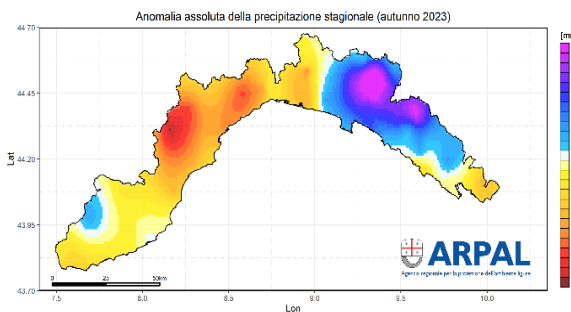 Anomalia assoluta della precipitazione stagionale (autunno 2023)
[m
44.70
44.45
44.20
43.95
43.70
Lat
0 25 50km
7.5 8.0 8.5 9.0 9.5 10.0
Lon
ARPAL
Agenzia regionale per la protezione dell'ambiente ligure